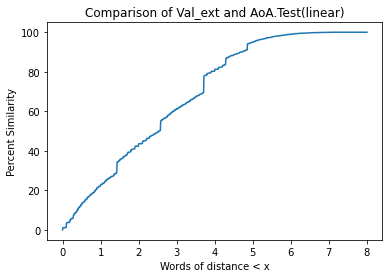 Comparison of Val_ext and AoA.Test(linear)
100
80
60
40
20
0
Percent Similarity
0 1 2 3 4 5 6 7 8
Words of distance < x